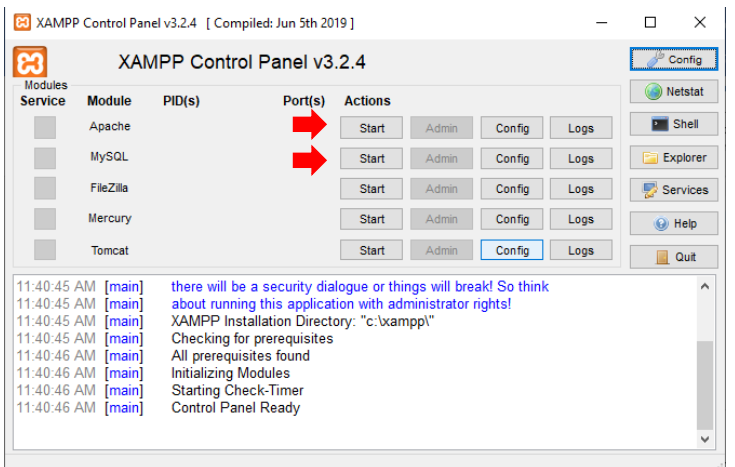 XAMPP Control Panel v3.2.4 [ Compiled: Jun 5th 2019 ]
XAMPP Control Panel v3.2.4
Config
Modules
Netstat
Service Module PID(s) Port(s) Actions
Apache Start Admin Config Logs
Shell
MySQL Start Admin Config Logs
Explorer
FileZilla Start Admin Config Logs
Services
Mercury Start Admin Config Logs
Help
Tomcat Start Admin Config Logs
Quit
11:40:45 AM [main] there will be a security dialogue or things will break! So think
11:40:45 AM [main] about running this application with administrator rights!
11:40:45 AM [main] XAMPP Installation Directory: "c:\xampp\"
11:40:45 AM [main] Checking for prerequisites
11:40:46 AM [main] All prerequisites found
11:40:46 AM [main] Initializing Modules
11:40:46 AM [main] Starting Check-Timer
11:40:46 AM [main] Control Panel Ready